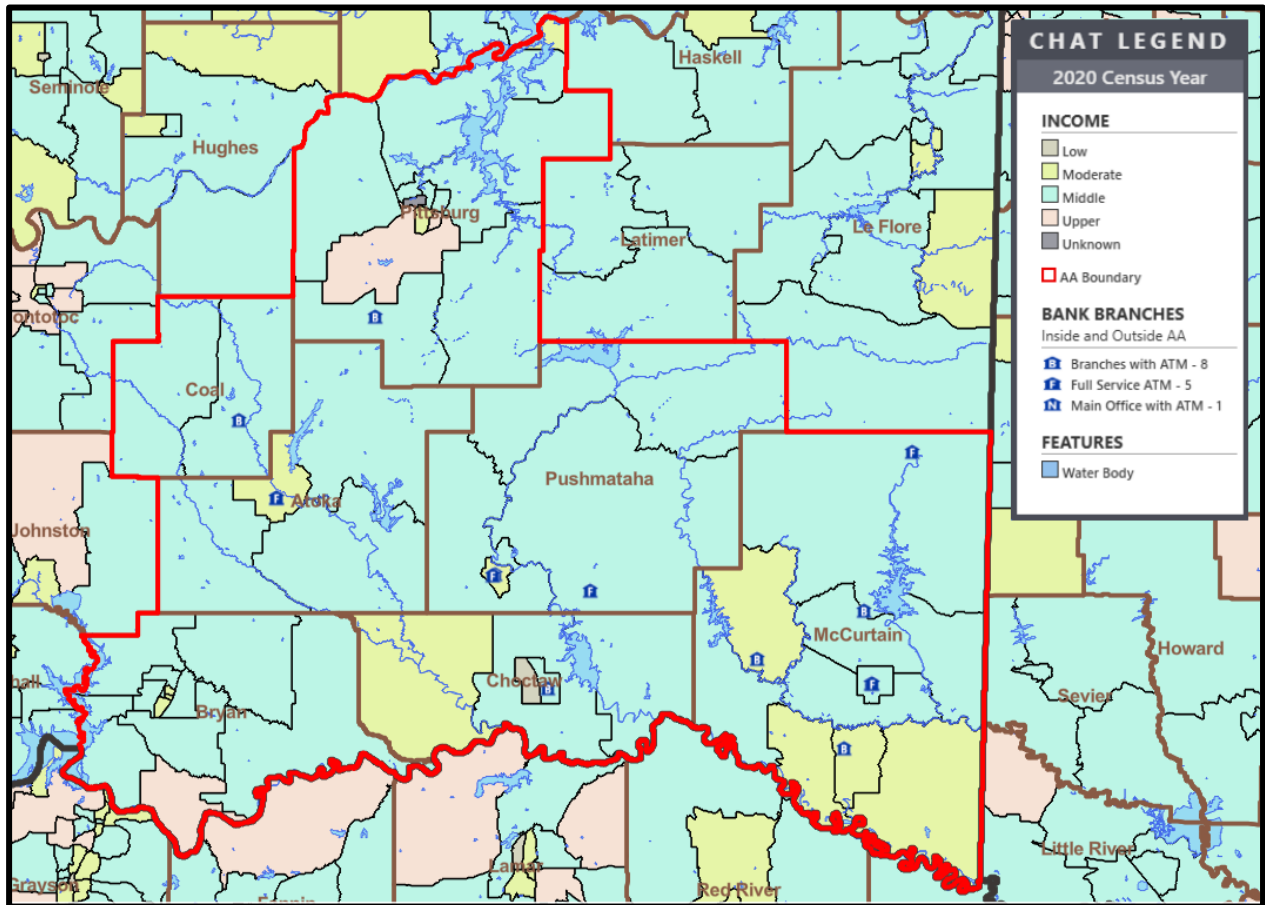 CHAT LEGEND
2020 Census Year
INCOME
Low
Moderate
Middle
Upper
Unknown
AA Boundary
BANK BRANCHES
Inside and Outside AA
B Branches with ATM - 8
F Full Service ATM - 5
N Main Office with ATM - 1
FEATURES
Water Body
Haskell
Seminole
Hughes
Pittsburg
Latimer
Le Flore
ontotoc
B
Coal
B
F
Pushmataha
F
Atoka
Johnston
F
F
B
McCurtain
Howard
B
hall
Choctaw
B
F
Sevier
Bryan
B
Little River
Lamar
Grayson
Red River
Fannin